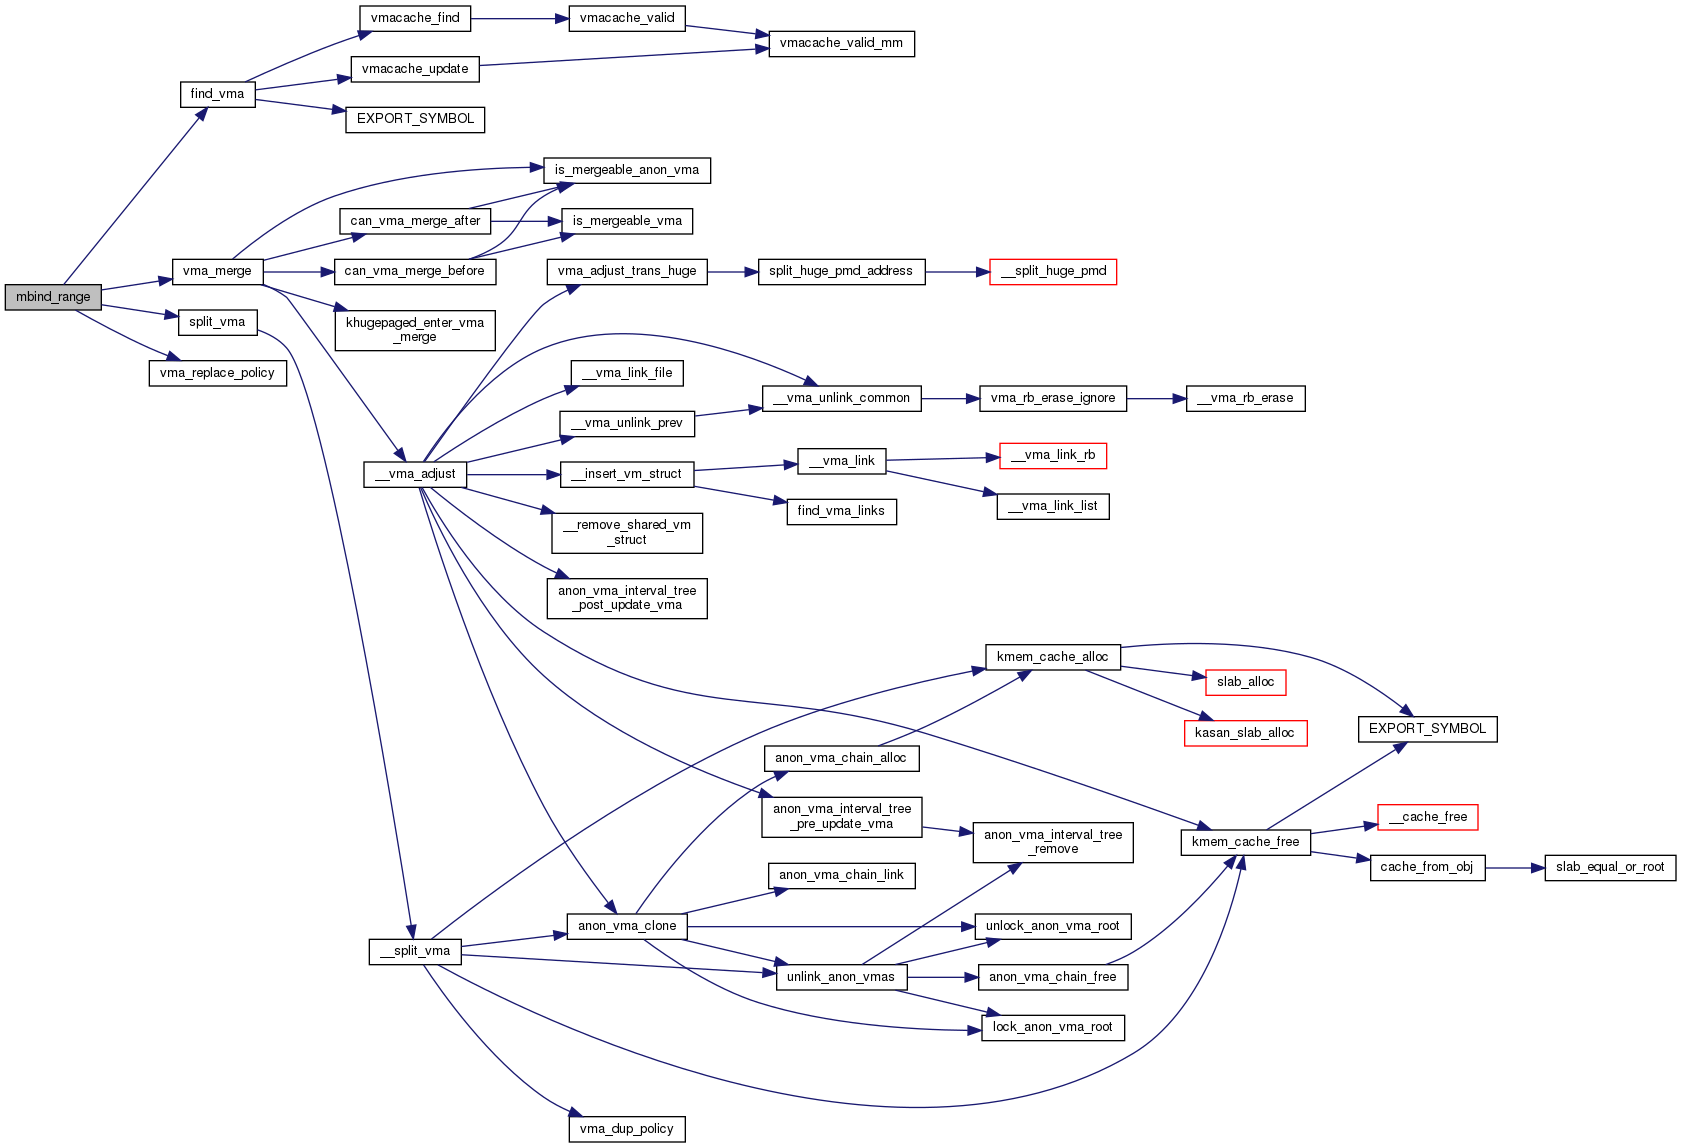 vmacache_find
vmacache_valid
vmacache_valid_mm
vmacache_update
find_vma
EXPORT_SYMBOL
is_mergeable_anon_vma
can_vma_merge_after
is_mergeable_vma
vma_merge
can_vma_merge_before
vma_adjust_trans_huge
split_huge_pmd_address
__split_huge_pmd
mbind_range
split_vma
khugepaged_enter_vma
_merge
vma_replace_policy
__vma_link_file
__vma_unlink_common
vma_rb_erase_ignore
__vma_rb_erase
__vma_unlink_prev
__vma_adjust
__insert_vm_struct
__vma_link
__vma_link_rb
__vma_link_list
find_vma_links
__remove_shared_vm
_struct
anon_vma_interval_tree
_post_update_vma
kmem_cache_alloc
slab_alloc
kasan_slab_alloc
EXPORT_SYMBOL
anon_vma_chain_alloc
anon_vma_interval_tree
_pre_update_vma
anon_vma_interval_tree
_remove
kmem_cache_free
__cache_free
cache_from_obj
slab_equal_or_root
anon_vma_chain_link
anon_vma_clone
unlock_anon_vma_root
__split_vma
unlink_anon_vmas
anon_vma_chain_free
lock_anon_vma_root
vma_dup_policy